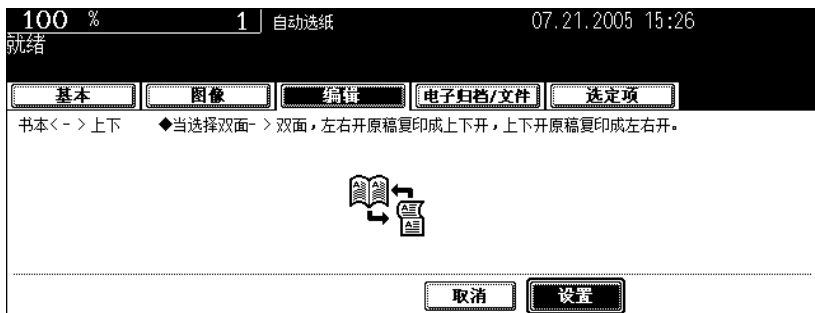 100 % 1 自动选纸 07.21.2005 15:26
就绪
基本 图像 编辑 电子归档/文件 选定项
书本<->上下 ◆当选择双面->双面，左右开原稿复印成上下开，上下开原稿复印成左右开。
取消 设置